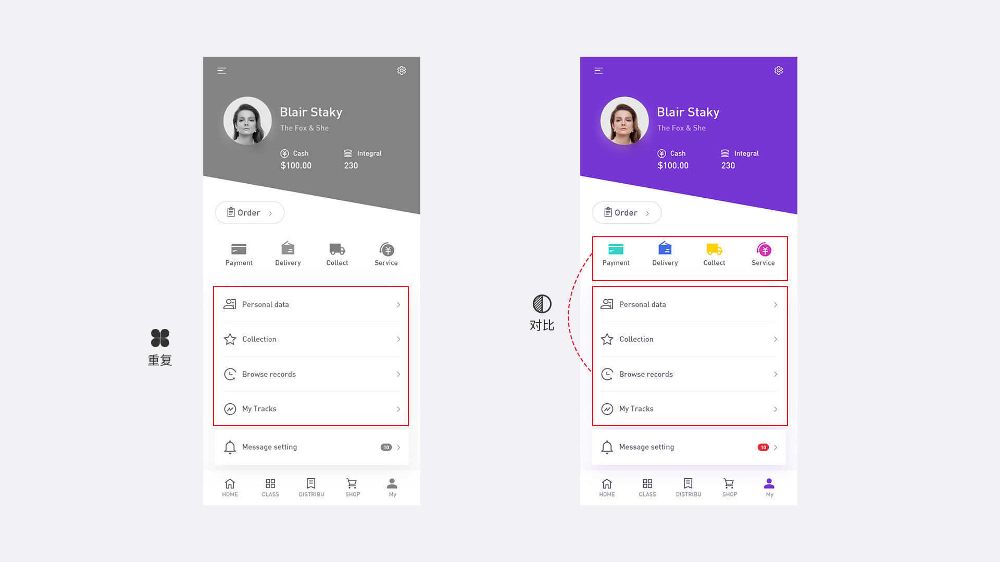 重复
Blair Staky
The Fox & She
Cash
Integral
$100.00
230
Order
Payment
Delivery
Collect
Service
Personal data
Collection
Browse records
My Tracks
Message setting
10
HOME
CLASS
DISTRIBU
SHOP
My
对比
Blair Staky
The Fox & She
Cash
Integral
$100.00
230
Order
Payment
Delivery
Collect
Service
Personal data
Collection
Browse records
My Tracks
Message setting
10
HOME
CLASS
DISTRIBU
SHOP
My